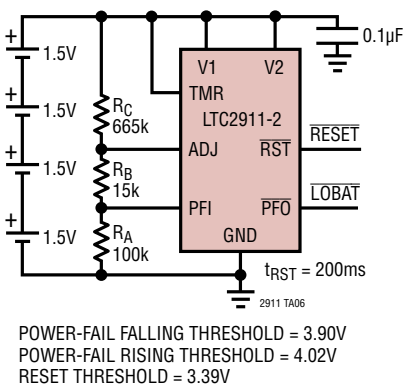 +
1.5V
+
1.5V
+
1.5V
+
1.5V
RC
665k
RB
15k
RA
100k
V1
V2
TMR
LTC2911-2
ADJ
RST
PFI
PFO
GND
0.1µF
RESET
LOBAT
tRST = 200ms
2911 TA06
POWER-FAIL FALLING THRESHOLD = 3.90V
POWER-FAIL RISING THRESHOLD = 4.02V
RESET THRESHOLD = 3.39V